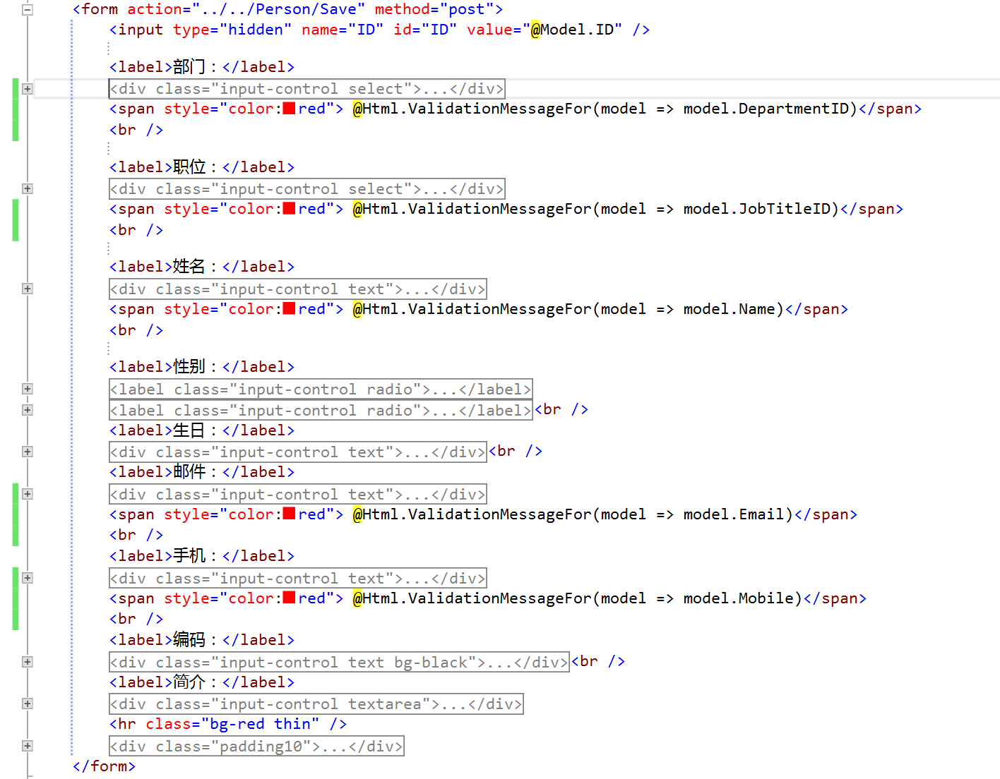 <form action="../../Person/Save" method="post">
<input type="hidden" name="ID" id="ID" value="@Model.ID" />
<label>部门：</label>
<div class="input-control select">...</div>
<span style="color:red"> @Html.ValidationMessageFor(model => model.DepartmentID)</span>
<br />
<label>职位：</label>
<div class="input-control select">...</div>
<span style="color:red"> @Html.ValidationMessageFor(model => model.JobTitleID)</span>
<br />
<label>姓名：</label>
<div class="input-control text">...</div>
<span style="color:red"> @Html.ValidationMessageFor(model => model.Name)</span>
<br />
<label>性别：</label>
<label class="input-control radio">...</label>
<label class="input-control radio">...</label><br />
<label>生日：</label>
<div class="input-control text">...</div><br />
<label>邮件：</label>
<div class="input-control text">...</div>
<span style="color:red"> @Html.ValidationMessageFor(model => model.Email)</span>
<br />
<label>手机：</label>
<div class="input-control text">...</div>
<span style="color:red"> @Html.ValidationMessageFor(model => model.Mobile)</span>
<br />
<label>编码：</label>
<div class="input-control text bg-black">...</div><br />
<label>简介：</label>
<div class="input-control textarea">...</div>
<hr class="bg-red thin" />
<div class="padding10">...</div>
</form>